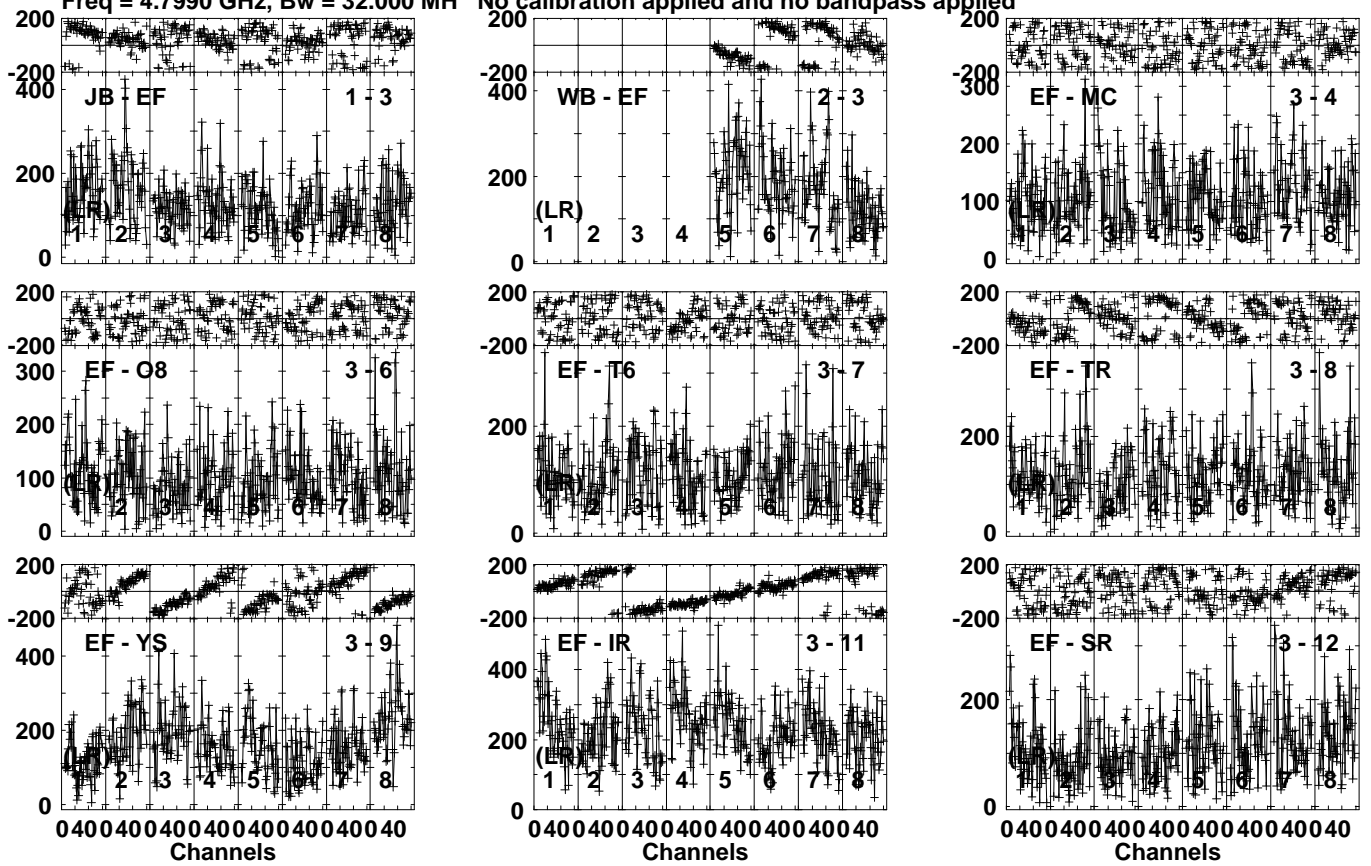 Freq = 4.7990 GHz, Bw = 32.000 MH No calibration applied and no bandpass applied
200
-200
400
200
0
JB - EF 1 - 3
(LR)
1 2 3 4 5 6 7 8
-200
200
400
200
0
WB - EF 2 - 3
(LR)
1 2 3 4 5 6 7 8
200
-200
300
200
100
0
EF - MC 3 - 4
(LR)
1 2 3 4 5 6 7 8
200
-200
300
200
100
0
EF - O8 3 - 6
(LR)
1 2 3 4 5 6 7 8
200
-200
200
0
EF - T6 3 - 7
(LR)
1 2 3 4 5 6 7 8
200
-200
200
0
EF - TR 3 - 8
(LR)
1 2 3 4 5 6 7 8
200
-200
400
200
0
EF - YS 3 - 9
(LR)
1 2 3 4 5 6 7 8
200
-200
400
200
0
EF - IR 3 - 11
(LR)
1 2 3 4 5 6 7 8
200
-200
200
0
EF - SR 3 - 12
(LR)
1 2 3 4 5 6 7 8
0 40 0 40 0 40 0 40 0 40 0 40 0 40 0 40
Channels
0 40 0 40 0 40 0 40 0 40 0 40 0 40 0 40
Channels
0 40 0 40 0 40 0 40 0 40 0 40 0 40 0 40
Channels